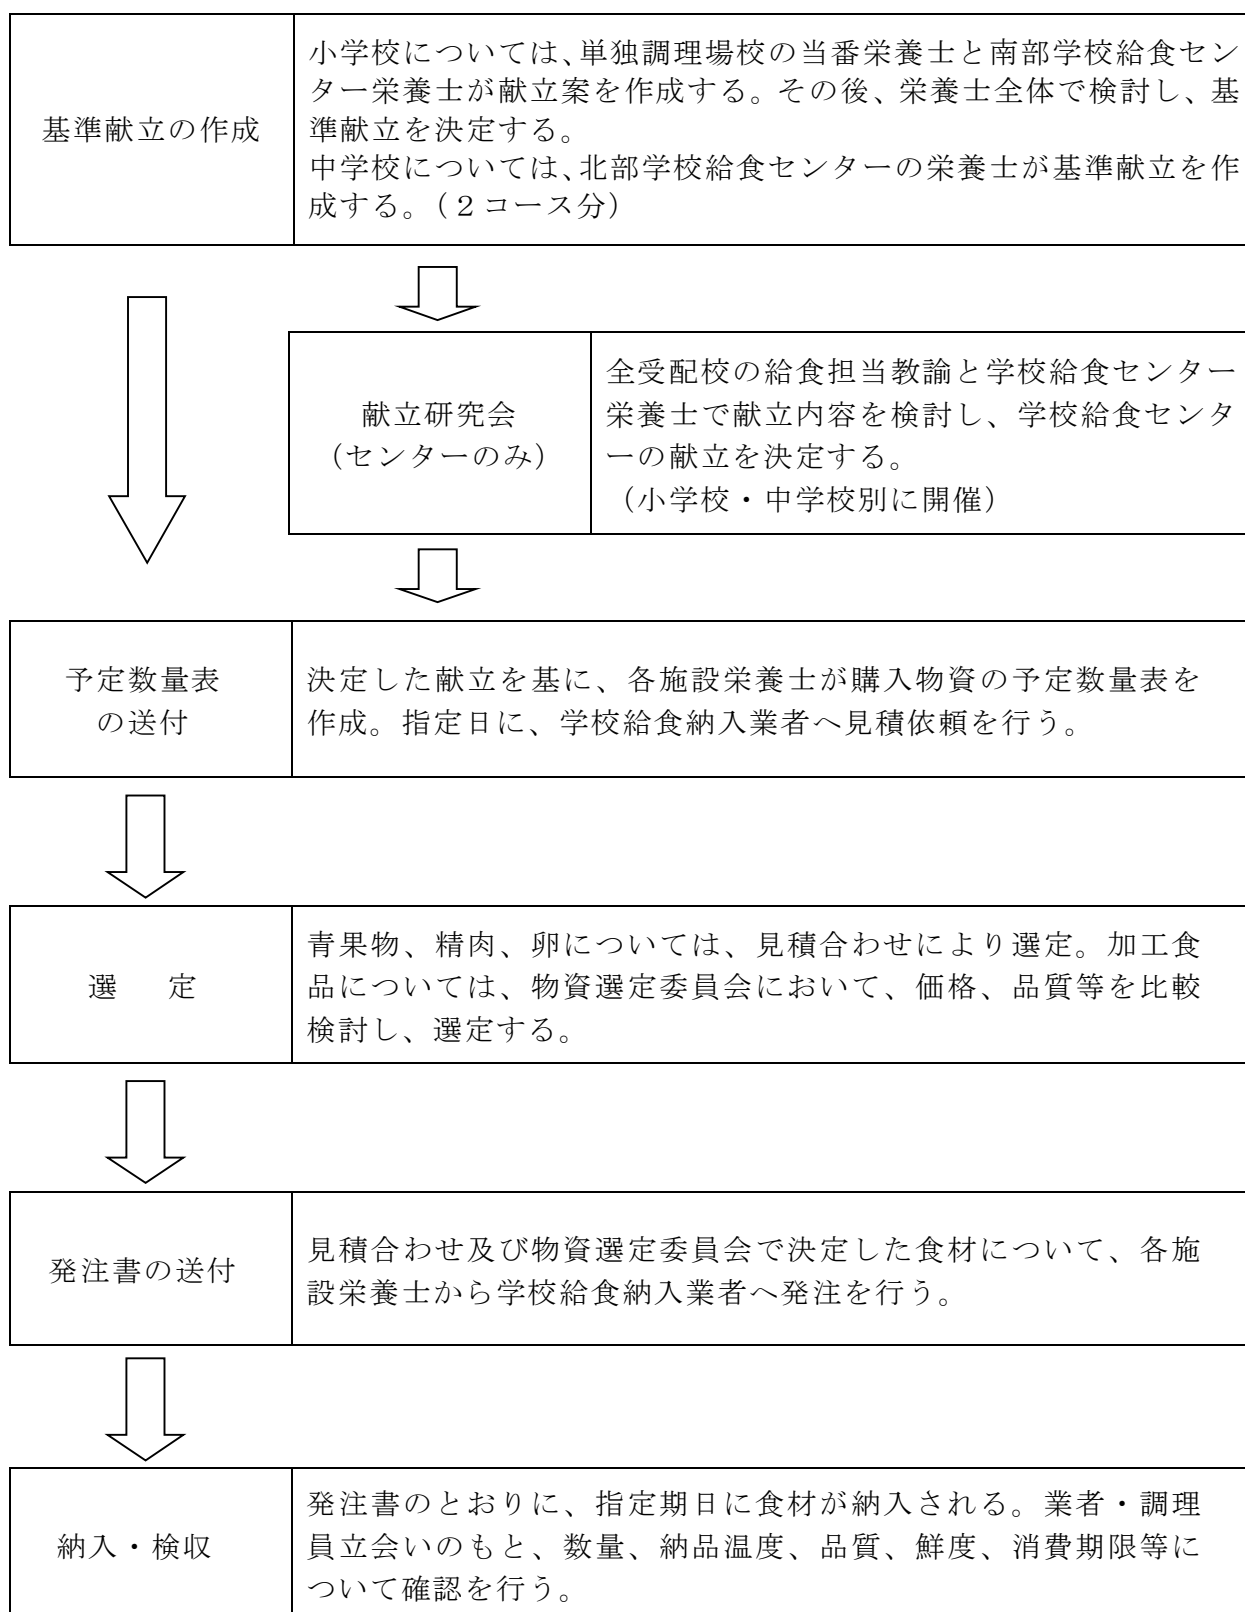 基準献立の作成
小学校については、単独調理場校の当番栄養士と南部学校給食セン
ター栄養士が献立案を作成する。その後、栄養士全体で検討し、基
準献立を決定する。
中学校については、北部学校給食センターの栄養士が基準献立を作
成する。（２コース分）
献立研究会
（センターのみ）
全受配校の給食担当教諭と学校給食センター
栄養士で献立内容を検討し、学校給食センタ
ーの献立を決定する。
（小学校・中学校別に開催）
予定数量表
の送付
決定した献立を基に、各施設栄養士が購入物資の予定数量表を
作成。指定日に、学校給食納入業者へ見積依頼を行う。
選　定
青果物、精肉、卵については、見積合わせにより選定。加工食
品については、物資選定委員会において、価格、品質等を比較
検討し、選定する。
発注書の送付
見積合わせ及び物資選定委員会で決定した食材について、各施
設栄養士から学校給食納入業者へ発注を行う。
納入・検収
発注書のとおりに、指定期日に食材が納入される。業者・調理
員立会いのもと、数量、納品温度、品質、鮮度、消費期限等に
ついて確認を行う。